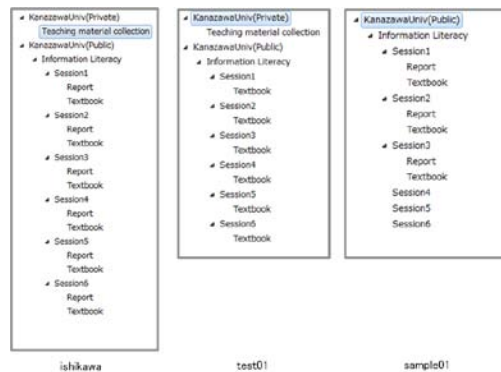 KanazawaUniv(Private)
Teaching material collection
KanazawaUniv(Public)
Information Literacy
Session1
Report
Textbook
Session2
Report
Textbook
Session3
Report
Textbook
Session4
Report
Textbook
Session5
Report
Textbook
Session6
Report
Textbook
ishikawa
KanazawaUniv(Private)
Teaching material collection
KanazawaUniv(Public)
Information Literacy
Session1
Textbook
Session2
Textbook
Session3
Textbook
Session4
Textbook
Session5
Textbook
Session6
Textbook
test01
KanazawaUniv(Public)
Information Literacy
Session1
Report
Textbook
Session2
Report
Textbook
Session3
Report
Textbook
Session4
Session5
Session6
sample01